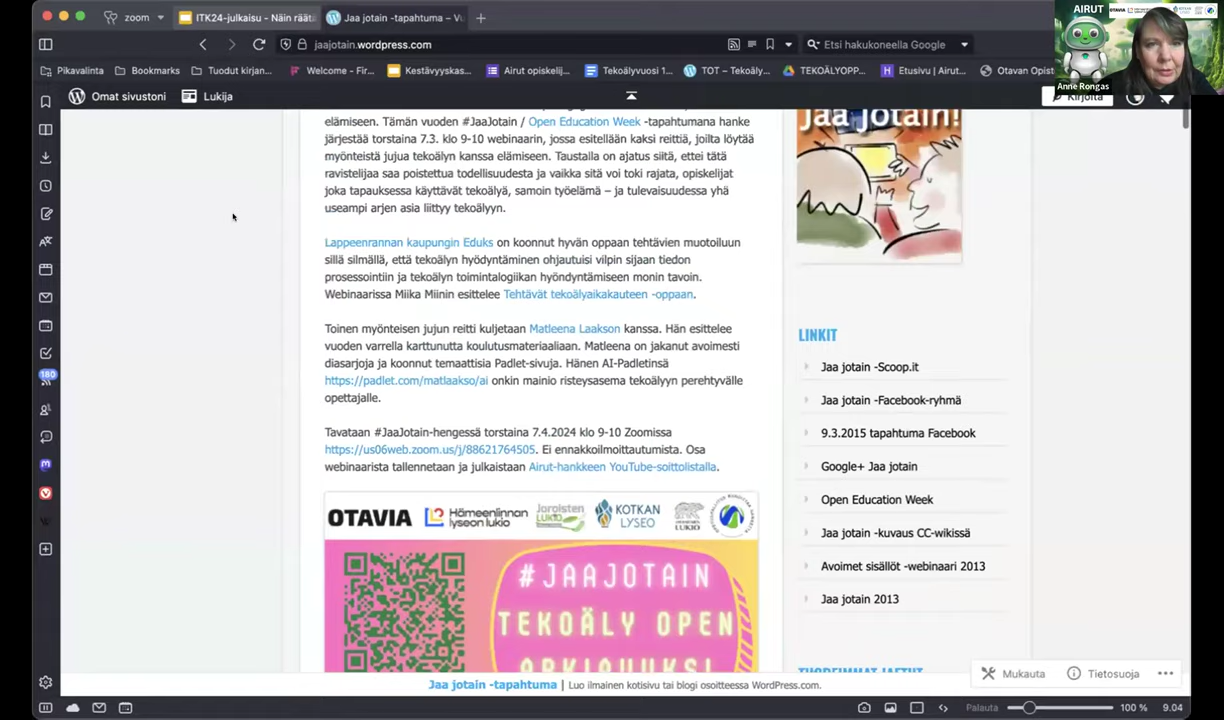 zoom
ITK24-julkaisu - Näin räät
Jaa jotain -tapahtuma – Vu
jaajotain.wordpress.com
Etsi hakukoneella Google
AIRUT
Anne Rongas
Pikavalinta
Bookmarks
Tuodut kirjan...
Welcome - Fir...
Kestävyyskas...
Airut opiskelij...
Tekoälyvuosi 1...
TOT – Tekoäly...
TEKOÄLYOPP...
Etusivu | Airut...
Otavan Opist
Omat sivustoni
Lukija
Kirjoita
elämiseen. Tämän vuoden #JaaJotain / Open Education Week -tapahtumana hanke
järjestää torstaina 7.3. klo 9-10 webinaarin, jossa esitellään kaksi reittiä, joilta löytää
myönteistä jujua tekoälyn kanssa elämiseen. Taustalla on ajatus siitä, ettei tätä
ravistelijaa saa poistettua todellisuudesta ja vaikka sitä voi toki rajata, opiskelijat
joka tapauksessa käyttävät tekoälyä, samoin työelämä – ja tulevaisuudessa yhä
useampi arjen asia liittyy tekoälyyn.
Lappeenrannan kaupungin Eduks on koonnut hyvän oppaan tehtävien muotoiluun
sillä silmällä, että tekoälyn hyödyntäminen ohjautuisi vilpin sijaan tiedon
prosessointiin ja tekoälyn toimintalogiikan hyöndyntämiseen monin tavoin.
Webinaarissa Miika Miinin esittelee Tehtävät tekoälyaikakauteen -oppaan.
Toinen myönteisen jujun reitti kuljetaan Matleena Laakson kanssa. Hän esittelee
vuoden varrella karttunutta koulutusmateriaaliaan. Matleena on jakanut avoimesti
diasarjoja ja koonnut temaattisia Padlet-sivuja. Hänen AI-Padletinsä
https://padlet.com/matlaakso/ai onkin mainio risteysasema tekoälyyn perehtyvälle
opettajalle.
Tavataan #JaaJotain-hengessä torstaina 7.4.2024 klo 9-10 Zoomissa
https://us06web.zoom.us/j/88621764505. Ei ennakkoilmoittautumista. Osa
webinaarista tallennetaan ja julkaistaan Airut-hankkeen YouTube-soittolistalla.
OTAVIA
Hämeenlinnan
lyseon lukio
Joroisten
LUKIO
KOTKAN
LYSEO
LUKIO
#JAAJOTAIN
TEKOÄLY OPEN
ARKIAVUKSI
Jaa jotain!
LINKIT
Jaa jotain -Scoop.it
Jaa jotain -Facebook-ryhmä
9.3.2015 tapahtuma Facebook
Google+ Jaa jotain
Open Education Week
Jaa jotain -kuvaus CC-wikissä
Avoimet sisällöt -webinaari 2013
Jaa jotain 2013
TUOREIMMAT JAETUT
Mukauta
Tietosuoja
Jaa jotain -tapahtuma | Luo ilmainen kotisivu tai blogi osoitteessa WordPress.com.
180
Palauta
100 %
9.04